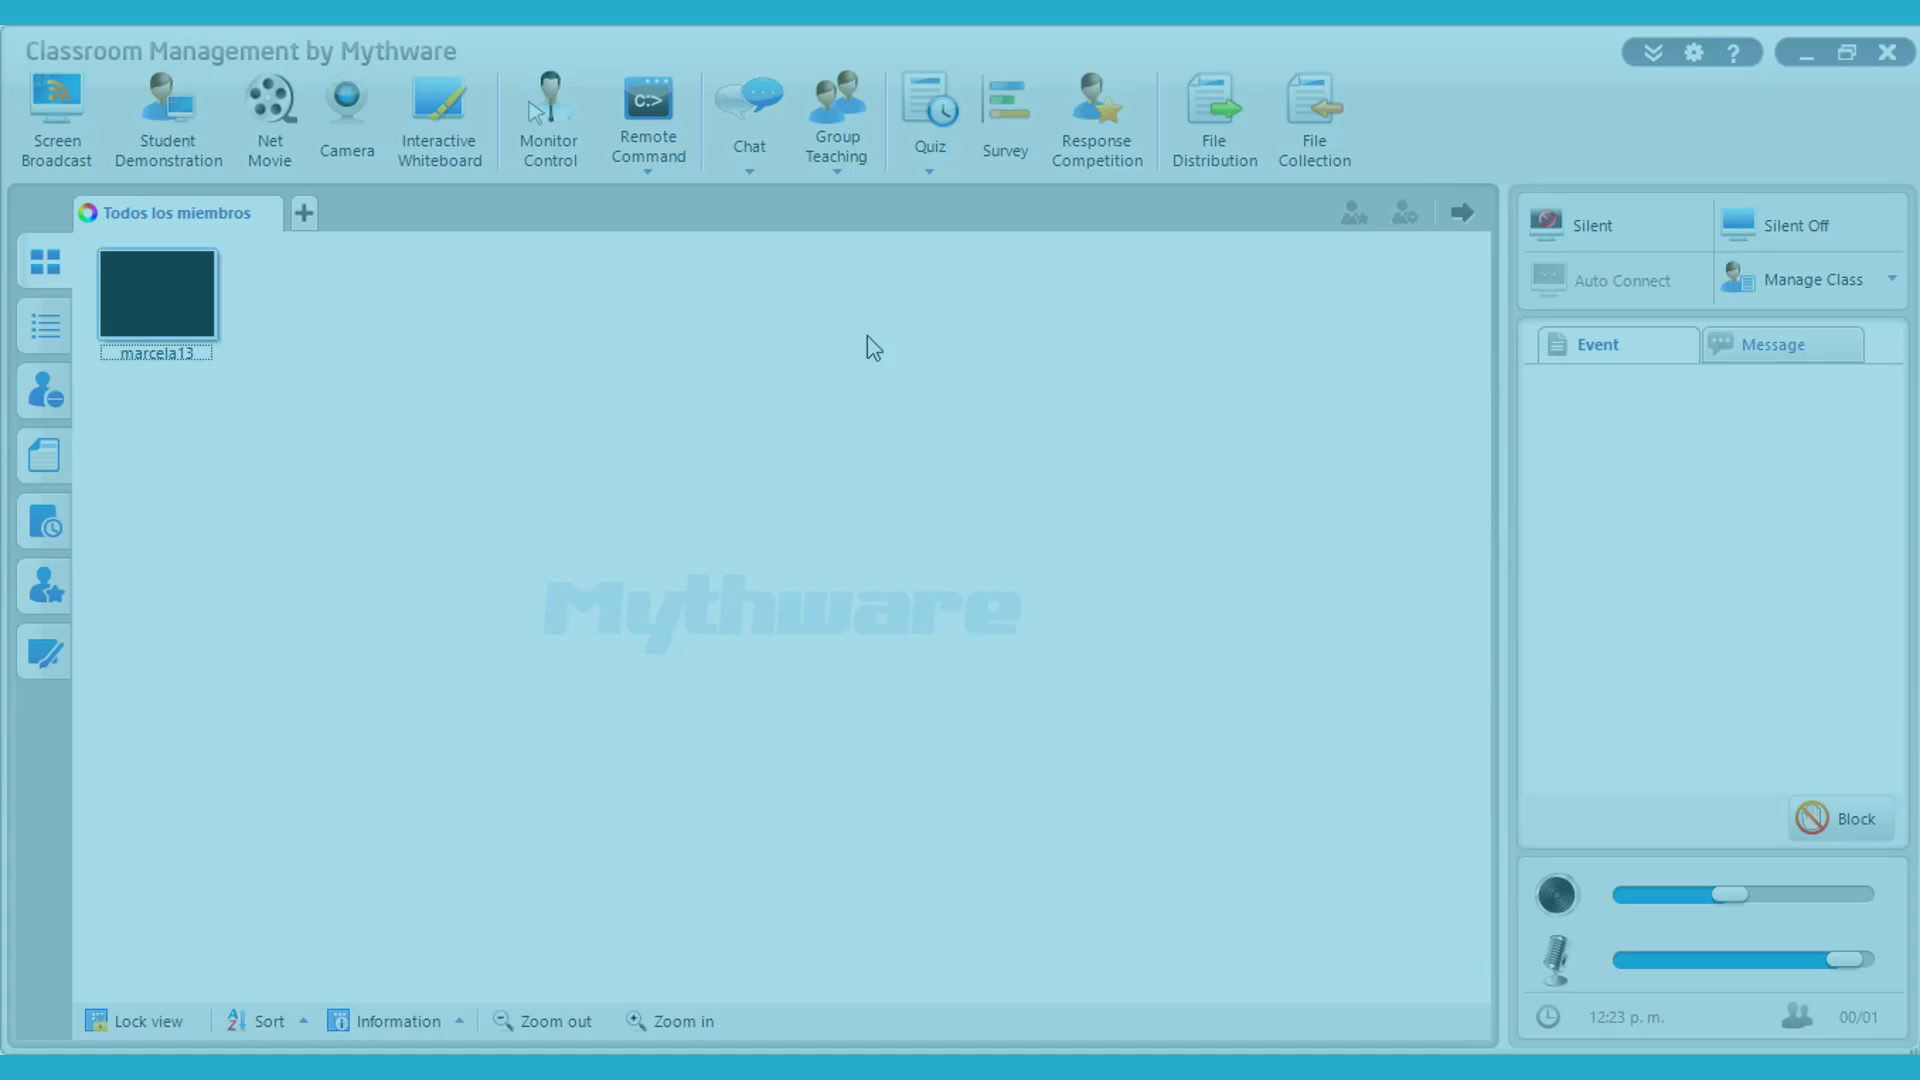 Classroom Management by Mythware
Screen Broadcast
Student Demonstration
Net Movie
Camera
Interactive Whiteboard
Monitor Control
Remote Command
C:>
Chat
Group Teaching
Quiz
Survey
Response Competition
File Distribution
File Collection
Todos los miembros
marcela13
Mythware
Silent
Silent Off
Auto Connect
Manage Class
Event
Message
Block
12:23 p. m.
00/01
Lock view
Sort
Information
Zoom out
Zoom in